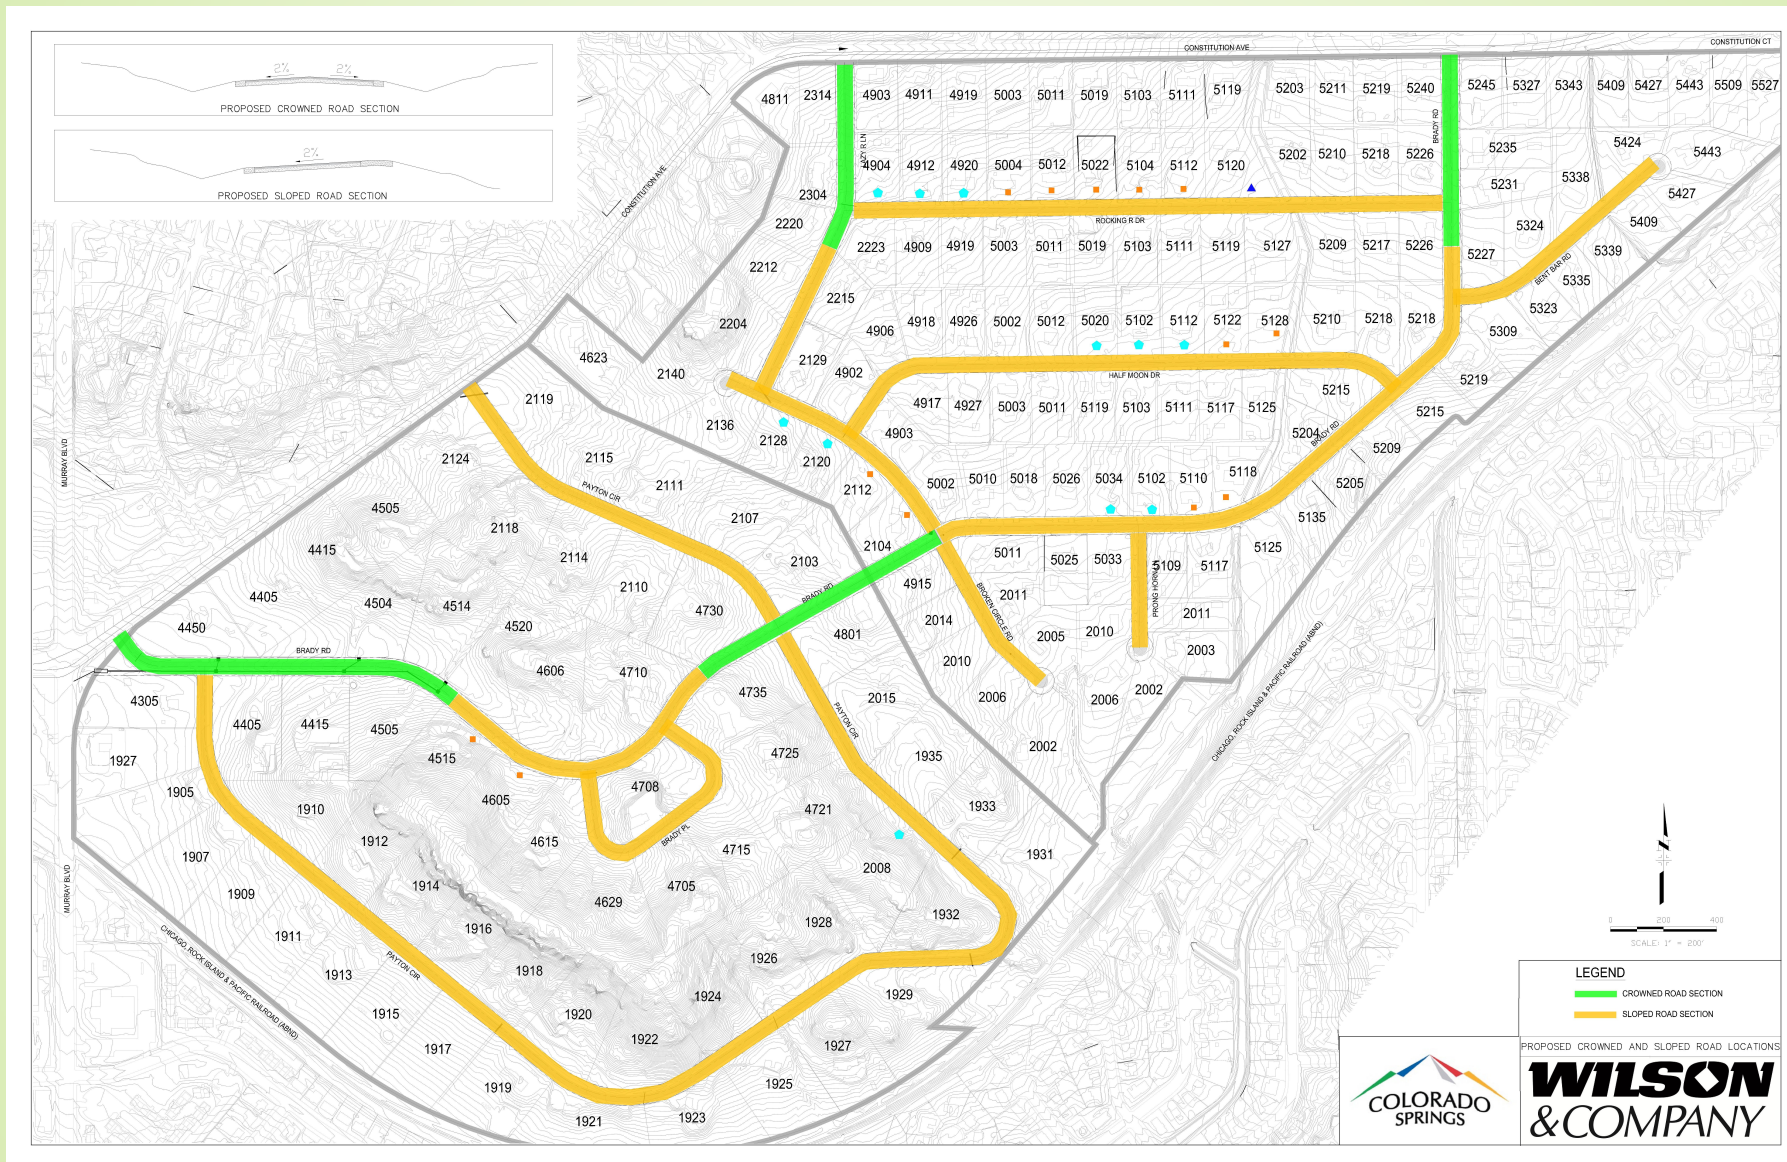 2% 2%
PROPOSED CROWNED ROAD SECTION
2%
PROPOSED SLOPED ROAD SECTION
CONSTITUTION AVE
CONSTITUTION CT
4811 2314 4903 4911 4919 5003 5011 5019 5103 5111 5119 5203 5211 5219 5240 5245 5327 5343 5409 5427 5443 5509 5527
BRADY RD
4904 4912 4920 5004 5012 5022 5104 5112 5120 5202 5210 5218 5226 5235 5424 5443
CONSTITUTION AVE
2304 5231 5338 5427
ROCKING R DR
2220 5324 5409
2223 4909 4919 5003 5011 5019 5103 5111 5119 5127 5209 5217 5226 5227 5339
BENT BAR RD
2212 5335
2215 5323
2204 4906 4918 4926 5002 5012 5020 5102 5112 5122 5128 5210 5218 5218 5309
4623 2140 2129 4902
HALF MOON DR
5219
2119 5215
2136 4917 4927 5003 5011 5119 5103 5111 5117 5125 5215
2128 4903 5204
BRADY RD
5209
MURRAY BLVD
2124 2115 2120
2111 2112 5002 5010 5018 5026 5034 5102 5110 5118 5205
PAYTON CIR
4505 2118 2107 5135
4415 2114 2103 2104 5011 5025 5033 5109 5117 5125
4405 2110 4915 2011
BRADY RD
BROKEN CIRCLE RD
PRONG HORN LN
4504 4514 4730 2014 2011
4450 4520 4801 2005 2010
BRADY RD
2003
CHICAGO, ROCK ISLAND & PACIFIC RAILROAD (ABND)
4606 4710 2010
4305 4735 2015 2006 2006 2002
4405 4415 4505
PAYTON CIR
1927 4515 4725 1935 2002
1905 4605 4708
1910 4721 1933
BRADY PL
1912 4615 4715 1931
1907 2008
1914 4705
1909 4629 1932
MURRAY BLVD
1916 1928
1911 1926
PAYTON CIR
1913 1918 1924 1929
CHICAGO, ROCK ISLAND & PACIFIC RAILROAD (ABND)
1915 1920
1917 1922 1927
1919 1925
1921 1923
0 200 400
SCALE: 1" = 200'
LEGEND
CROWNED ROAD SECTION
SLOPED ROAD SECTION
PROPOSED CROWNED AND SLOPED ROAD LOCATIONS
COLORADO
SPRINGS
WILSON
&COMPANY